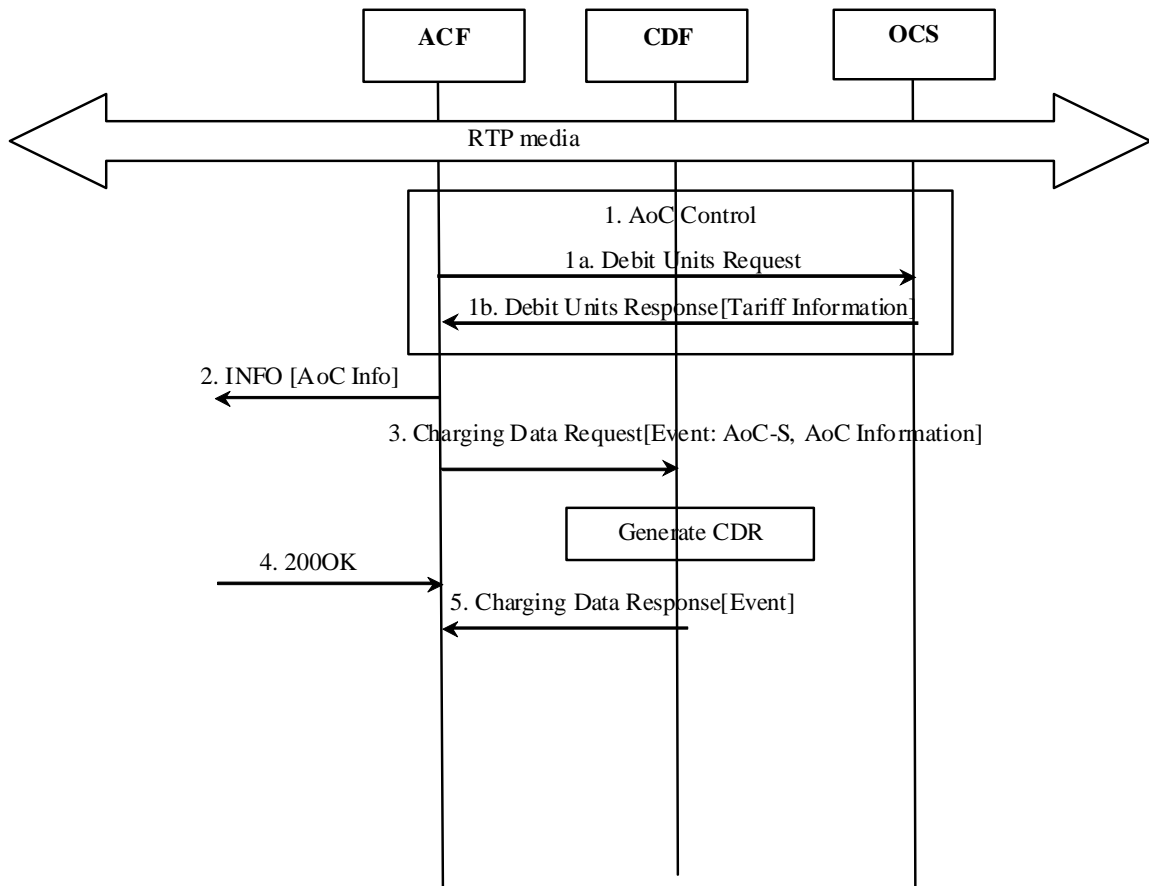 ACF
CDF
OCS
RTP media
1. AoC Control
1a. Debit Units Request
1b. Debit Units Response[Tariff Information]
2. INFO [AoC Info]
3. Charging Data Request[Event: AoC-S, AoC Information]
Generate CDR
4. 200OK
5. Charging Data Response[Event]